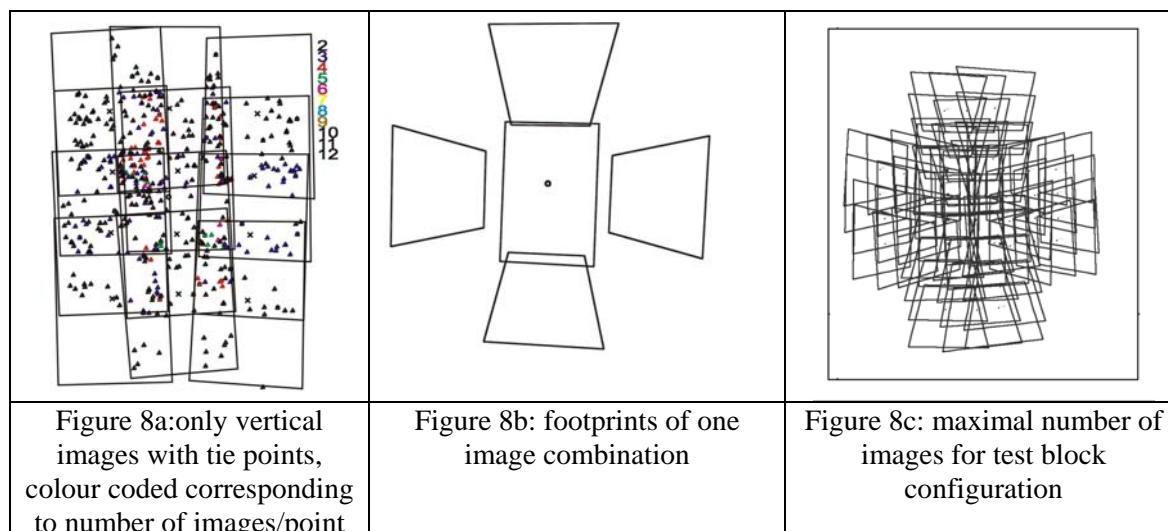 2
3
4
5
6
7
8
9
10
11
12
Figure 8a:only vertical
images with tie points,
colour coded corresponding
to number of images/point
Figure 8b: footprints of one
image combination
Figure 8c: maximal number of
images for test block
configuration